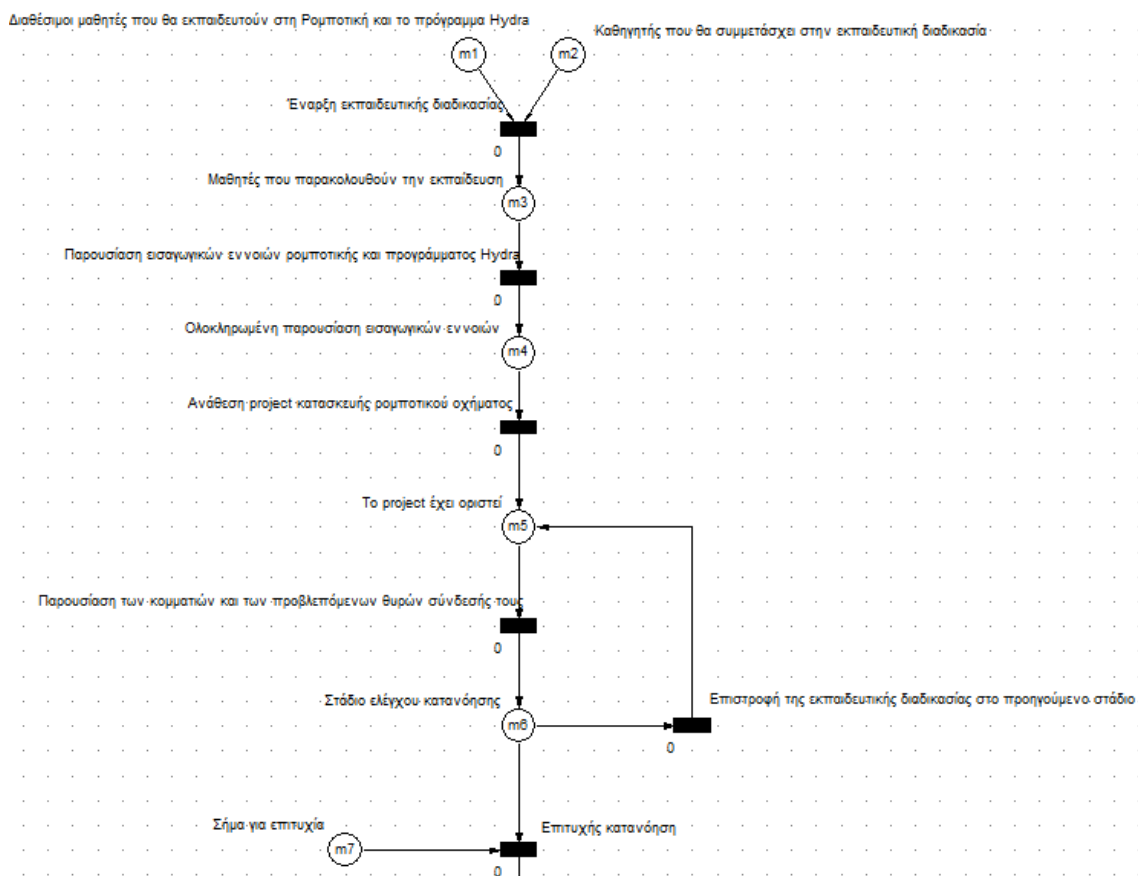 Διαθέσιμοι μαθητές που θα εκπαιδευτούν στη Ρομποτική και το πρόγραμμα Hydra
Καθηγητής που θα συμμετάσχει στην εκπαιδευτική διαδικασία
m1
m2
Έναρξη εκπαιδευτικής διαδικασίας
0
Μαθητές που παρακολουθούν την εκπαίδευση
m3
Παρουσίαση εισαγωγικών εννοιών ρομποτικής και προγράμματος Hydra
0
Ολοκληρωμένη παρουσίαση εισαγωγικών εννοιών
m4
Ανάθεση project κατασκευής ρομποτικού οχήματος
0
Το project έχει οριστεί
m5
Παρουσίαση των κομματιών και των προβλεπόμενων θυρών σύνδεσής τους
0
Στάδιο ελέγχου κατανόησης
m6
Επιστροφή της εκπαιδευτικής διαδικασίας στο προηγούμενο στάδιο
0
Σήμα για επιτυχία
m7
Επιτυχής κατανόηση
0